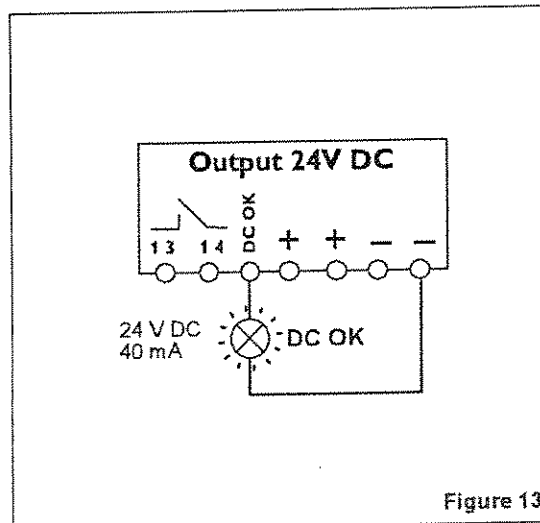 Output 24V DC
13 14 DC OK + + − −
24 V DC
40 mA
DC OK
Figure 13